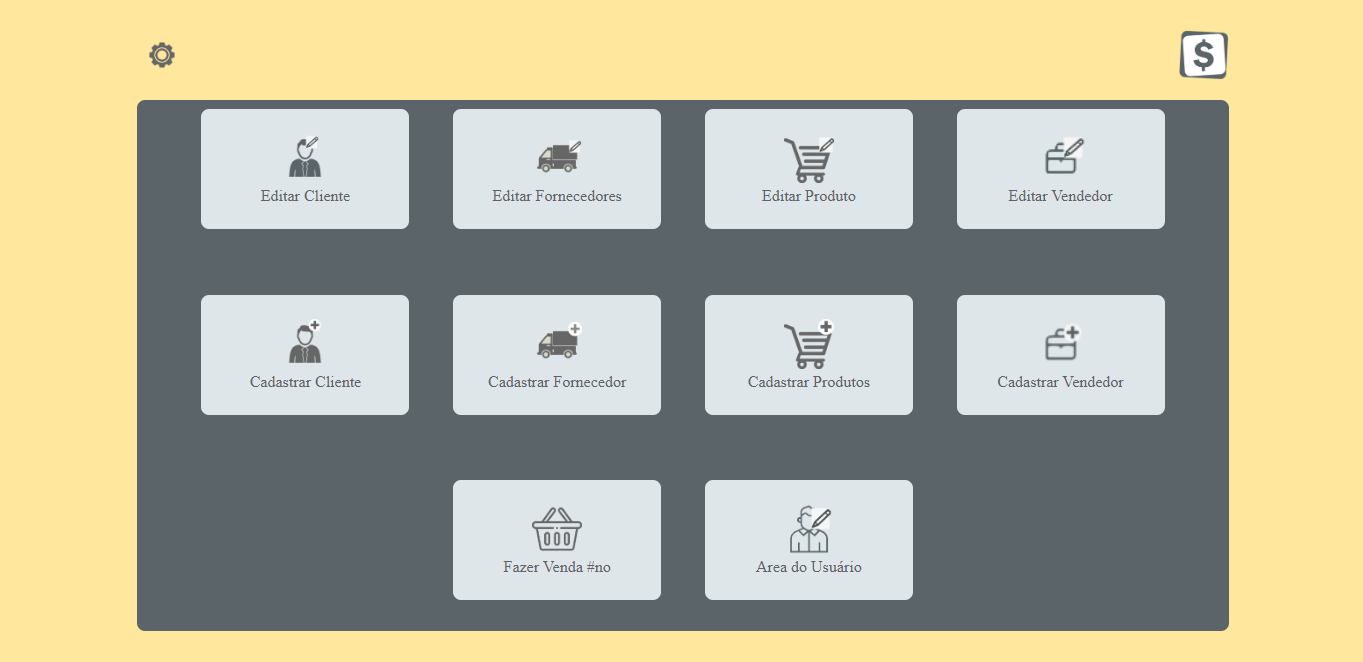 $
Editar Cliente
Editar Fornecedores
Editar Produto
Editar Vendedor
Cadastrar Cliente
Cadastrar Fornecedor
Cadastrar Produtos
Cadastrar Vendedor
Fazer Venda #no
Area do Usuário